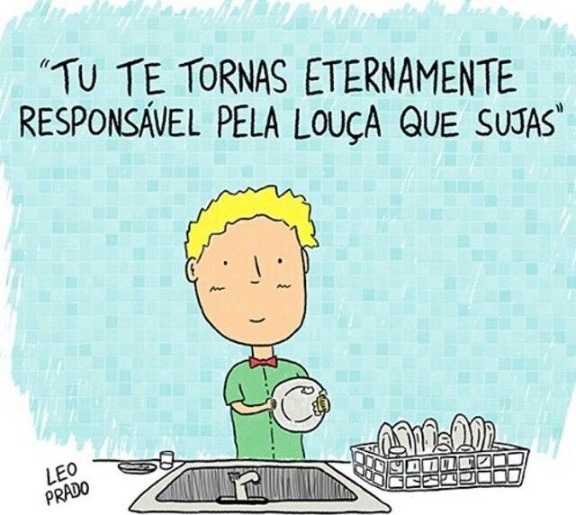 "TU TE TORNAS ETERNAMENTE
RESPONSÁVEL PELA LOUÇA QUE SUJAS"
LEO
PRADO